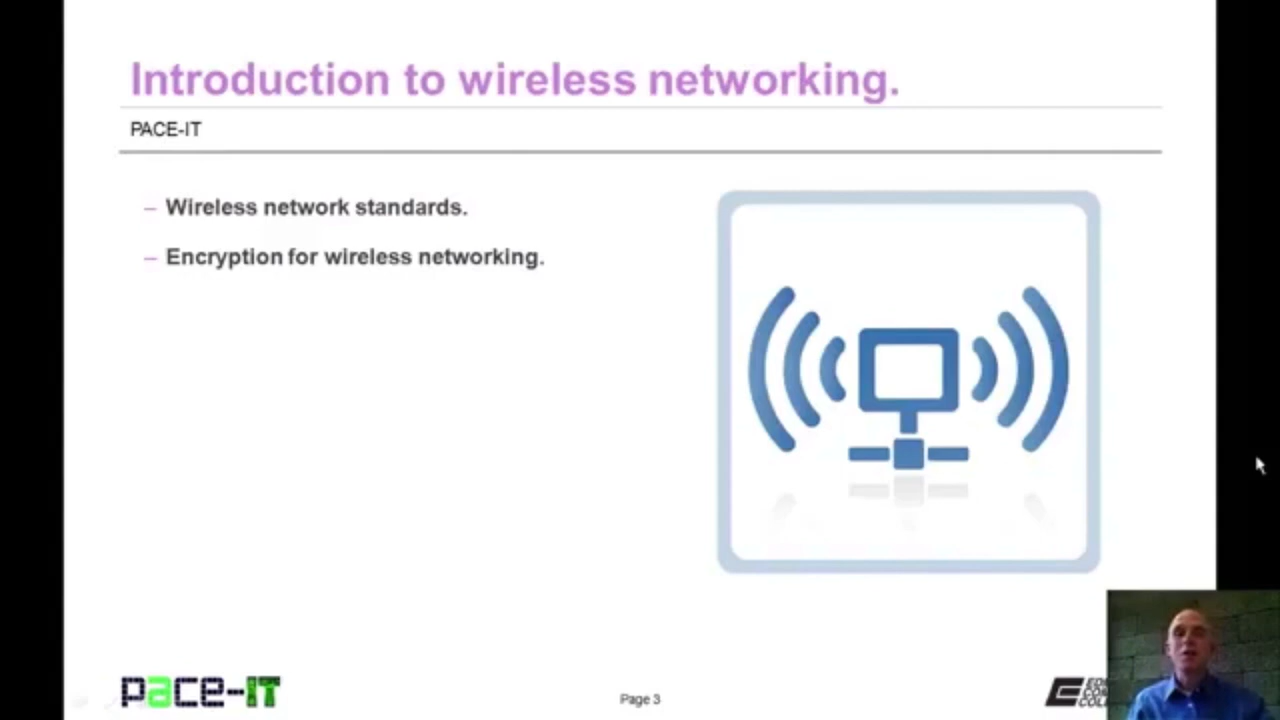 Introduction to wireless networking.
PACE-IT
– Wireless network standards.
– Encryption for wireless networking.
pace-IT
Page 3